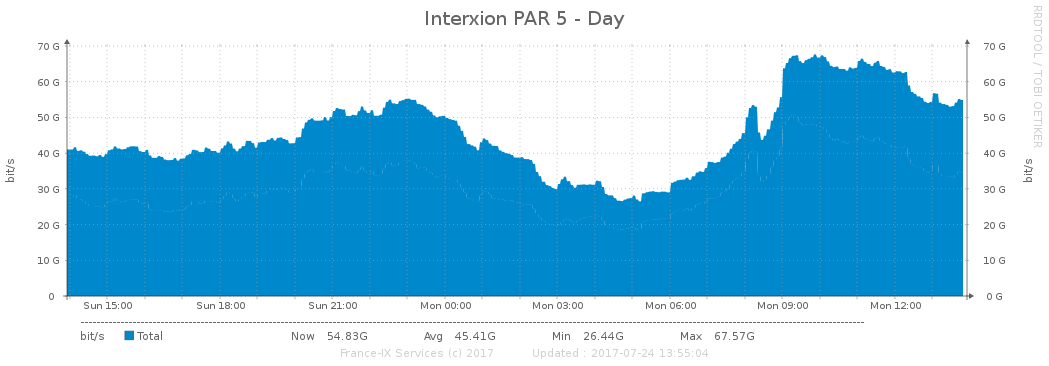 Interxion PAR 5 - Day
RRDTOOL / TOBI OETIKER
bit/s
70 G
60 G
50 G
40 G
30 G
20 G
10 G
0
70 G
60 G
50 G
40 G
30 G
20 G
10 G
0 G
bit/s
Sun 15:00 Sun 18:00 Sun 21:00 Mon 00:00 Mon 03:00 Mon 06:00 Mon 09:00 Mon 12:00
bit/s Total Now 54.83G Avg 45.41G Min 26.44G Max 67.57G
France-IX Services (c) 2017 Updated : 2017-07-24 13:55:04